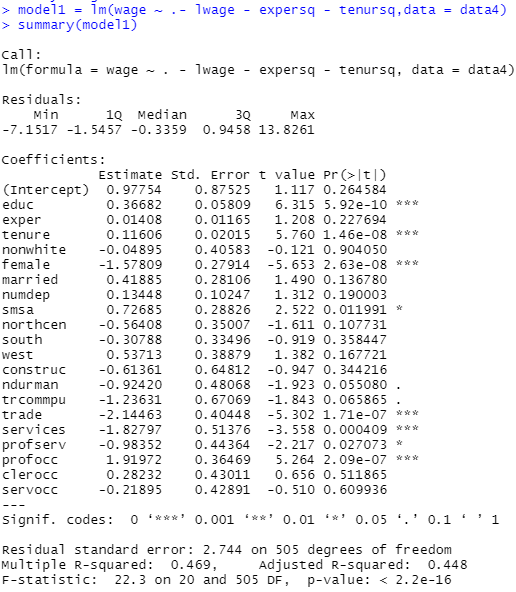 > model1 = lm(wage ~ .- lwage - expersq - tenursq,data = data4)
> summary(model1)

Call:
lm(formula = wage ~ . - lwage - expersq - tenursq, data = data4)

Residuals:
    Min      1Q  Median      3Q     Max
-7.1517 -1.5457 -0.3359  0.9458 13.8261

Coefficients:
            Estimate Std. Error t value Pr(>|t|)
(Intercept)  0.97754    0.87525   1.117 0.264584
educ         0.36682    0.05809   6.315 5.92e-10 ***
exper        0.01408    0.01165   1.208 0.227694
tenure       0.11606    0.02015   5.760 1.46e-08 ***
nonwhite    -0.04895    0.40583  -0.121 0.904050
female      -1.57809    0.27914  -5.653 2.63e-08 ***
married      0.41885    0.28106   1.490 0.136780
numdep       0.13448    0.10247   1.312 0.190003
smsa         0.72685    0.28826   2.522 0.011991 *
northcen    -0.56408    0.35007  -1.611 0.107731
south       -0.30788    0.33496  -0.919 0.358447
west         0.53713    0.38879   1.382 0.167721
construc    -0.61361    0.64812  -0.947 0.344216
ndurman     -0.92420    0.48068  -1.923 0.055080 .
trcommpu    -1.23631    0.67069  -1.843 0.065865 .
trade       -2.14463    0.40448  -5.302 1.71e-07 ***
services    -1.82797    0.51376  -3.558 0.000409 ***
profserv    -0.98352    0.44364  -2.217 0.027073 *
profocc      1.91972    0.36469   5.264 2.09e-07 ***
clerocc      0.28232    0.43011   0.656 0.511865
servocc     -0.21895    0.42891  -0.510 0.609936
---
Signif. codes:  0 ‘***’ 0.001 ‘**’ 0.01 ‘*’ 0.05 ‘.’ 0.1 ‘ ’ 1

Residual standard error: 2.744 on 505 degrees of freedom
Multiple R-squared:  0.469,	Adjusted R-squared:  0.448
F-statistic:  22.3 on 20 and 505 DF,  p-value: < 2.2e-16